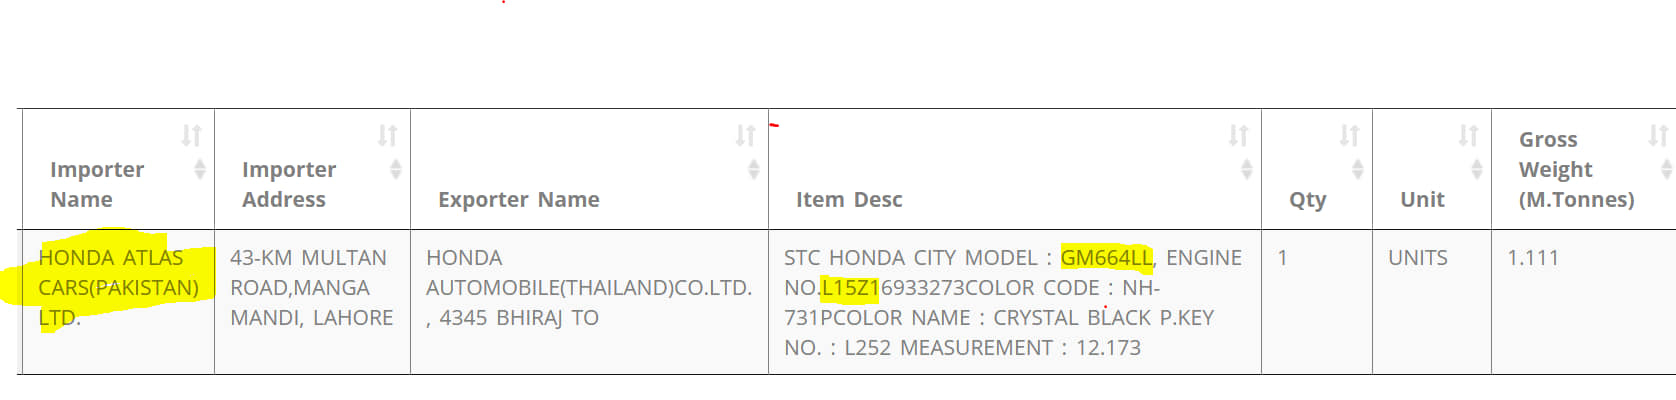 Importer Name
Importer Address
Exporter Name
Item Desc
Qty
Unit
Gross Weight (M.Tonnes)
HONDA ATLAS
CARS(PAKISTAN)
LTD.
43-KM MULTAN
ROAD,MANGA
MANDI, LAHORE
HONDA
AUTOMOBILE(THAILAND)CO.LTD.
, 4345 BHIRAJ TO
STC HONDA CITY MODEL : GM664LL, ENGINE
NO.L15Z16933273COLOR CODE : NH-
731PCOLOR NAME : CRYSTAL BLACK P.KEY
NO. : L252 MEASUREMENT : 12.173
1
UNITS
1.111